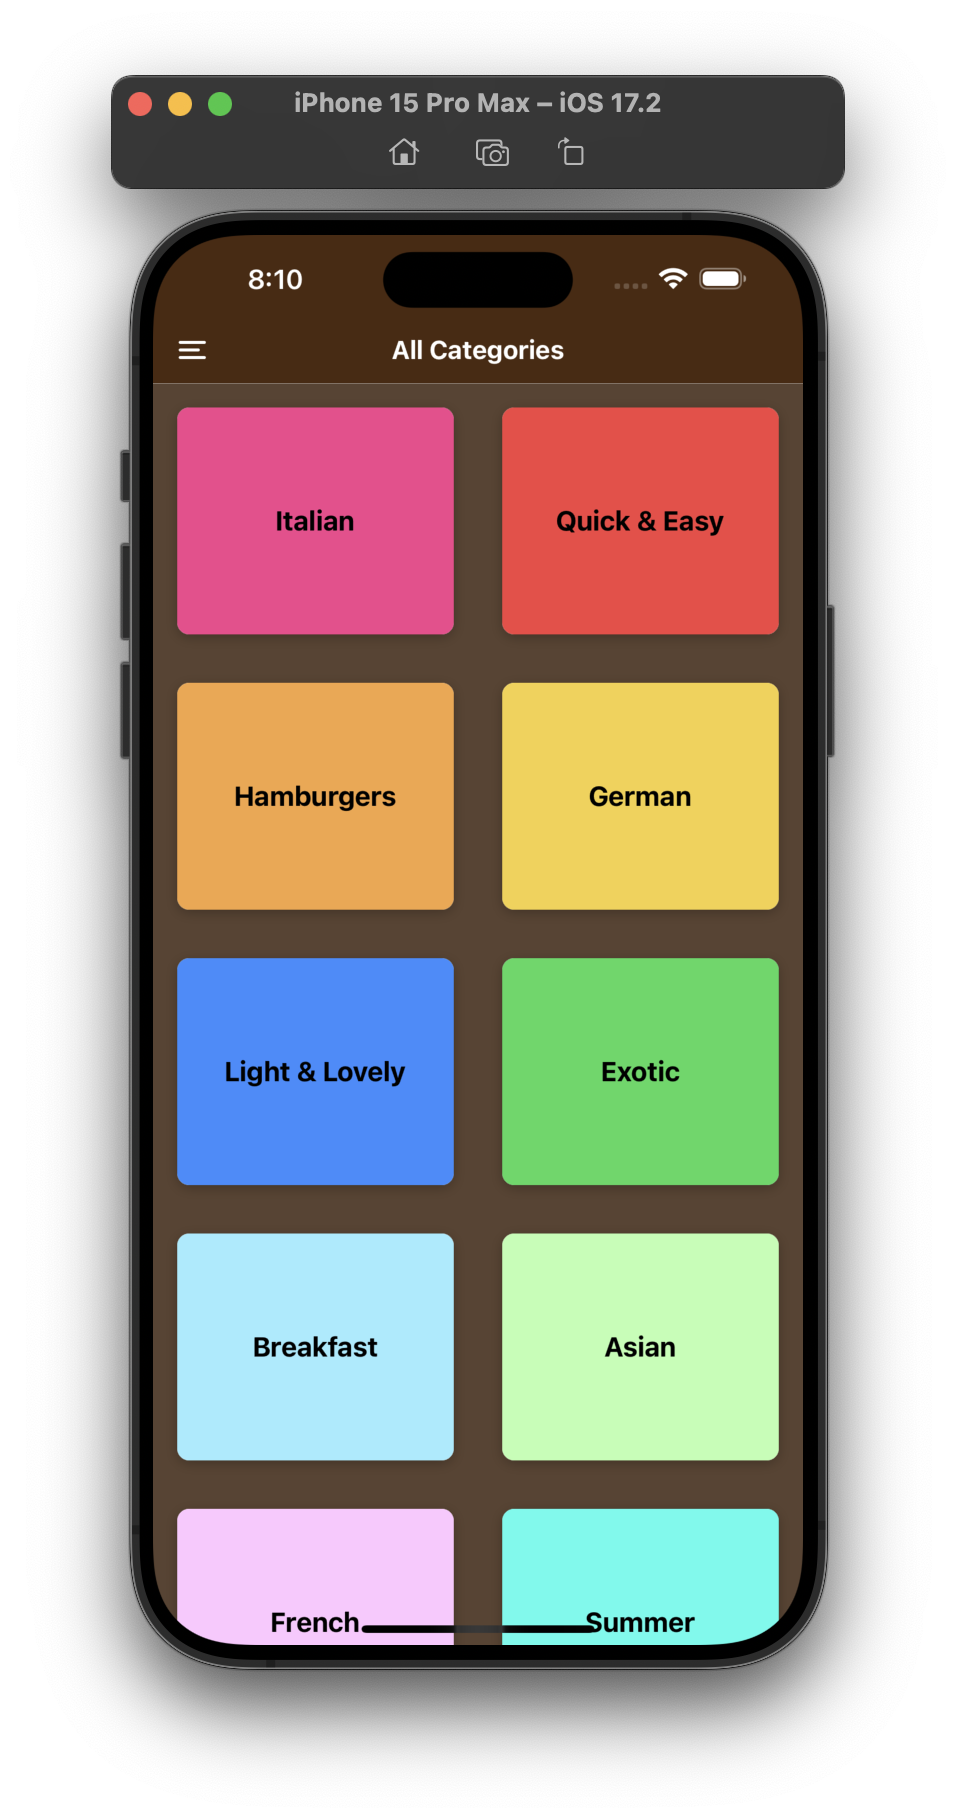 iPhone 15 Pro Max – iOS 17.2
8:10
All Categories
Italian
Quick & Easy
Hamburgers
German
Light & Lovely
Exotic
Breakfast
Asian
French
Summer